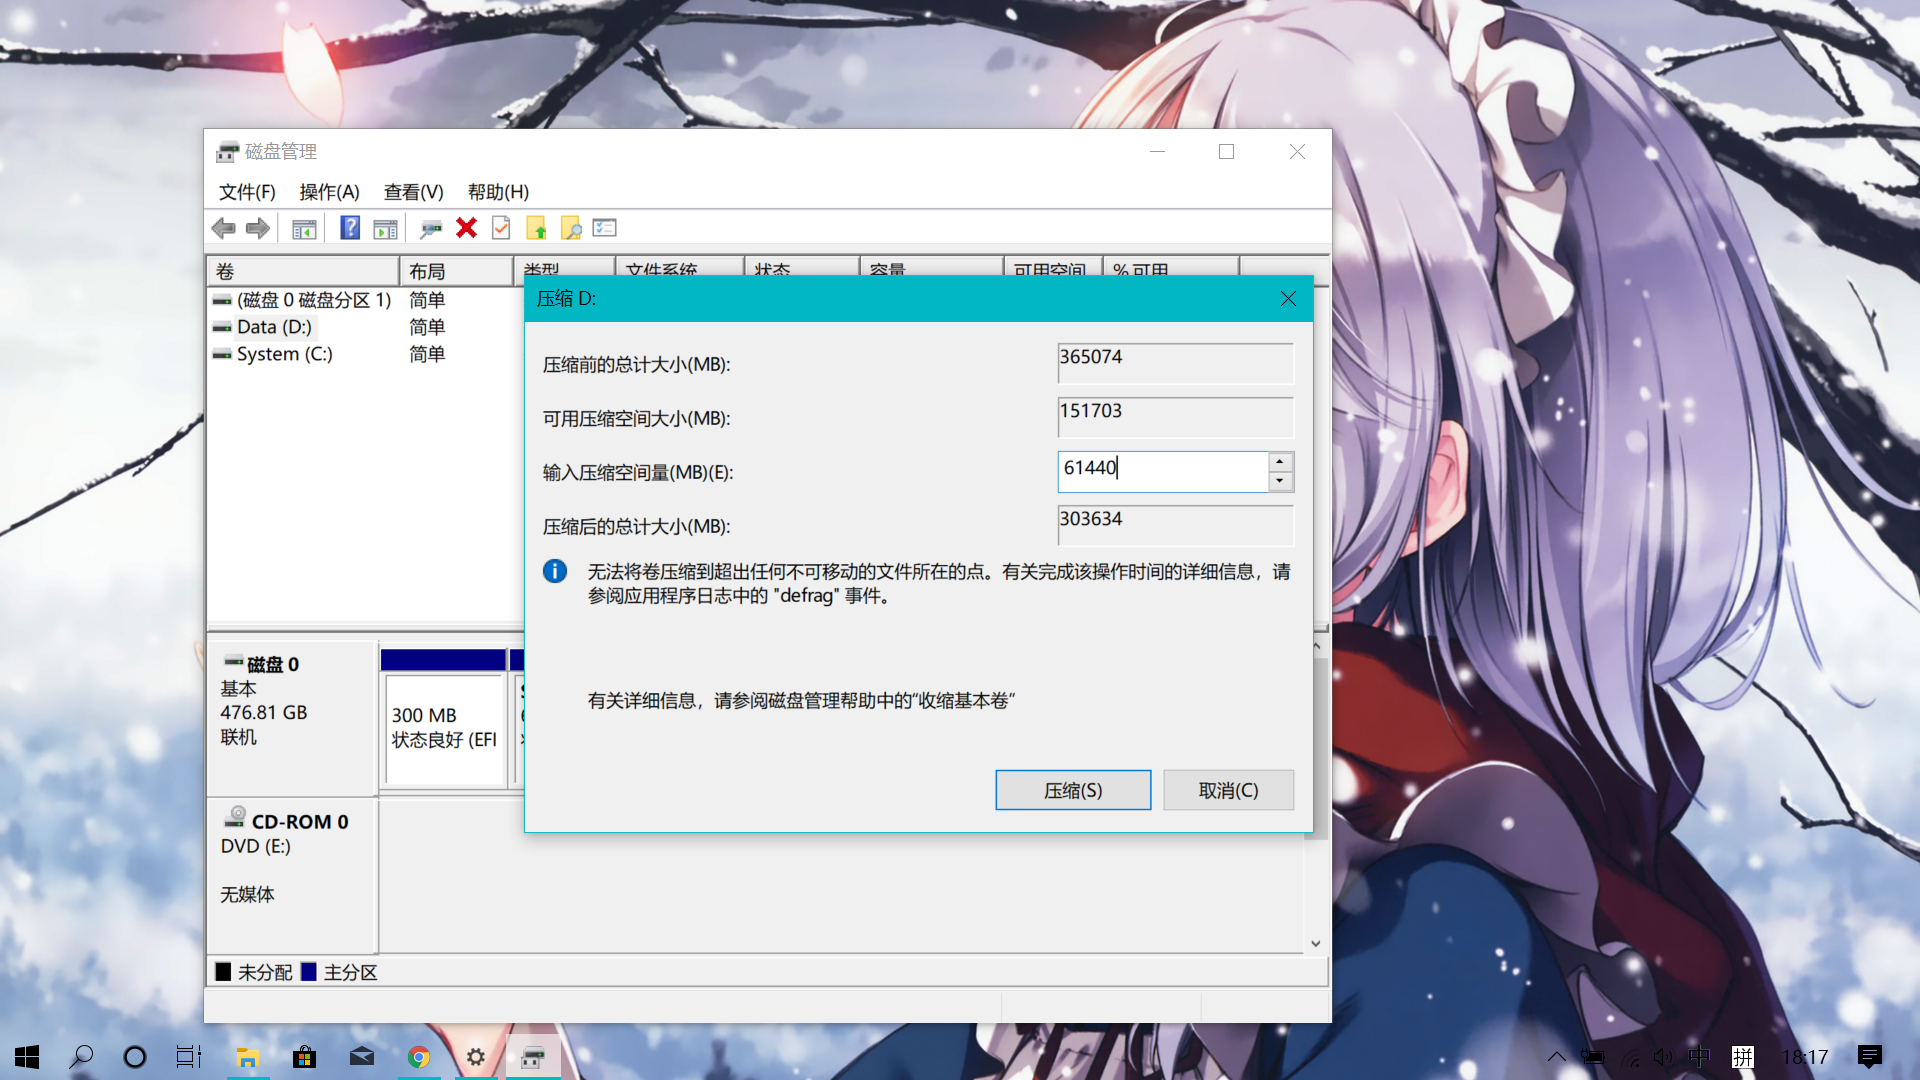 磁盘管理
文件(F) 操作(A) 查看(V) 帮助(H)
卷 布局 类型 文件系统 状态 容量 可用空间 % 可用
(磁盘 0 磁盘分区 1) 简单
Data (D:) 简单
System (C:) 简单
压缩 D:
压缩前的总计大小(MB): 365074
可用压缩空间大小(MB): 151703
输入压缩空间量(MB)(E): 61440
压缩后的总计大小(MB): 303634
无法将卷压缩到超出任何不可移动的文件所在的点。有关完成该操作时间的详细信息，请
参阅应用程序日志中的 "defrag" 事件。
有关详细信息，请参阅磁盘管理帮助中的“收缩基本卷”
压缩(S) 取消(C)
磁盘 0
基本
476.81 GB
联机
300 MB
状态良好 (EFI
CD-ROM 0
DVD (E:)
无媒体
未分配 主分区
中 拼 18:17